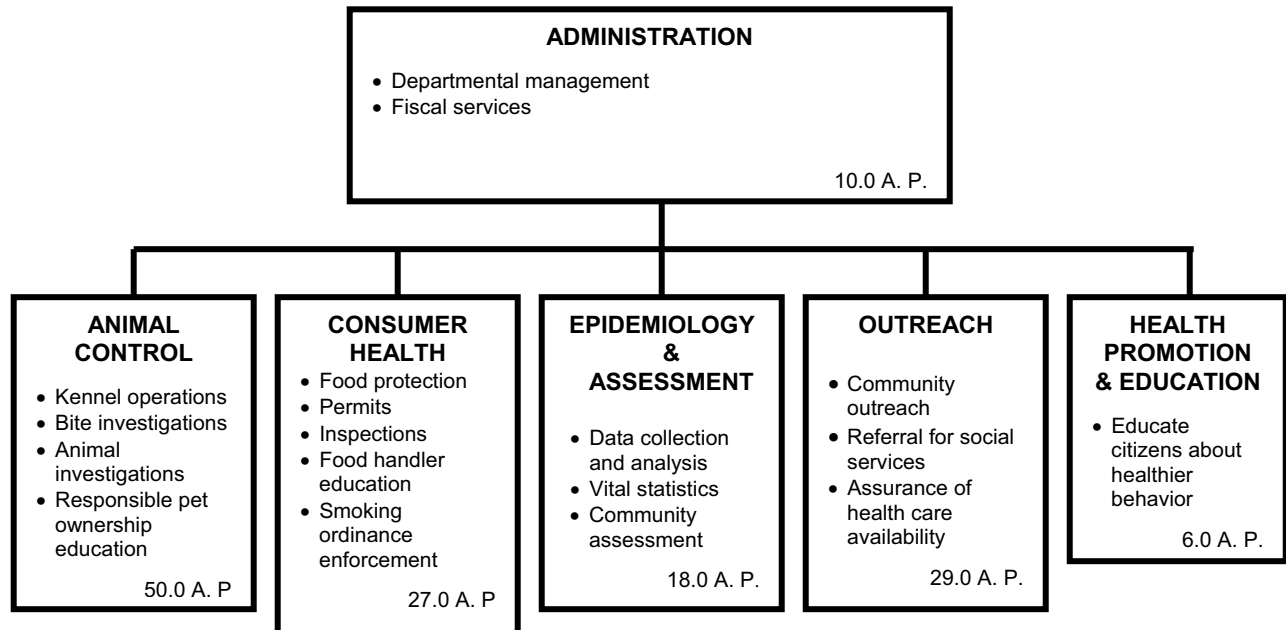 ADMINISTRATION
• Departmental management
• Fiscal services
10.0 A. P.
ANIMAL
CONTROL
• Kennel operations
• Bite investigations
• Animal
investigations
• Responsible pet
ownership
education
50.0 A. P
CONSUMER
HEALTH
• Food protection
• Permits
• Inspections
• Food handler
education
• Smoking
ordinance
enforcement
27.0 A. P
EPIDEMIOLOGY
&
ASSESSMENT
• Data collection
and analysis
• Vital statistics
• Community
assessment
18.0 A. P.
OUTREACH
• Community
outreach
• Referral for social
services
• Assurance of
health care
availability
29.0 A. P.
HEALTH
PROMOTION
& EDUCATION
• Educate
citizens about
healthier
behavior
6.0 A. P.